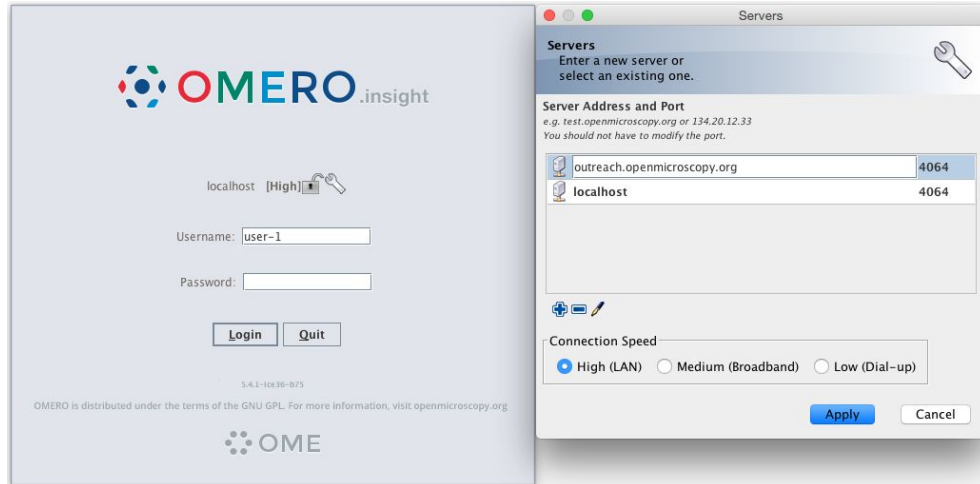 OMERO.insight
localhost [High]
Username: user-1
Password:
Login Quit
5.4.1-ice36-b75
OMERO is distributed under the terms of the GNU GPL. For more information, visit openmicroscopy.org
OME
Servers
Servers
Enter a new server or
select an existing one.
Server Address and Port
e.g. test.openmicroscopy.org or 134.20.12.33
You should not have to modify the port.
outreach.openmicroscopy.org 4064
localhost 4064
Connection Speed
High (LAN) Medium (Broadband) Low (Dial-up)
Apply Cancel